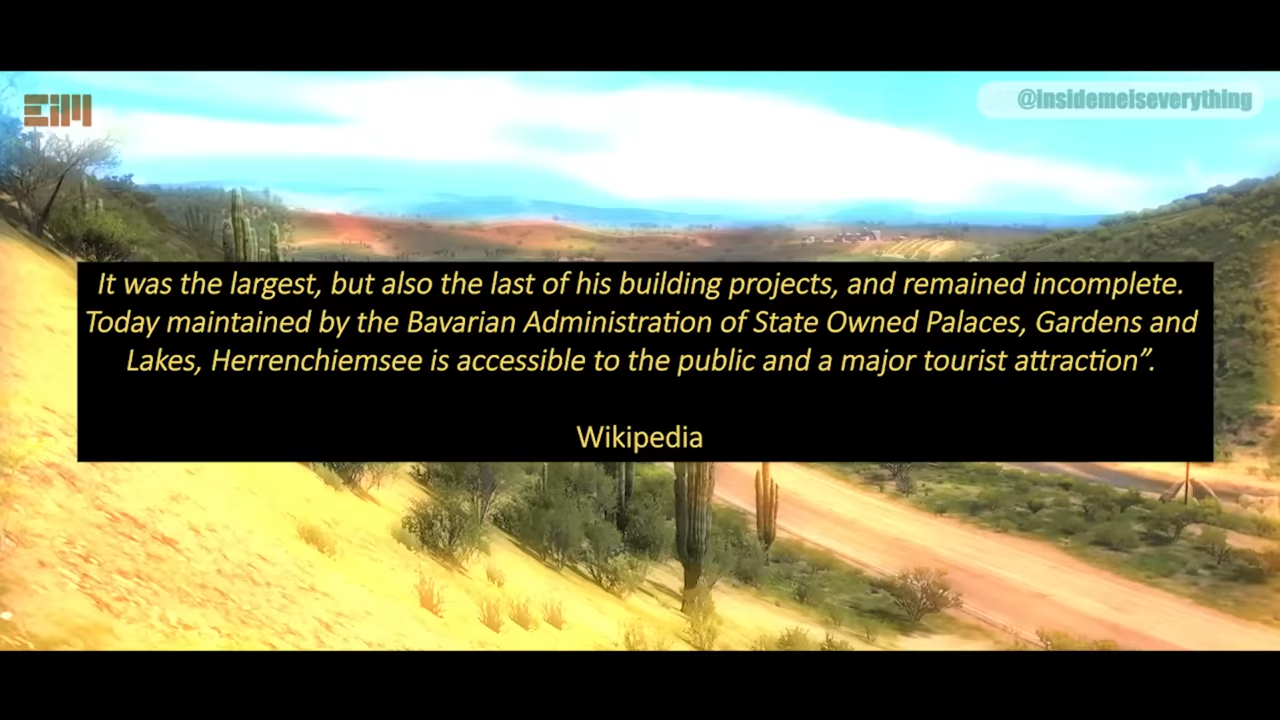 EiM
@insidemeiseverything
It was the largest, but also the last of his building projects, and remained incomplete.
Today maintained by the Bavarian Administration of State Owned Palaces, Gardens and
Lakes, Herrenchiemsee is accessible to the public and a major tourist attraction”.
Wikipedia